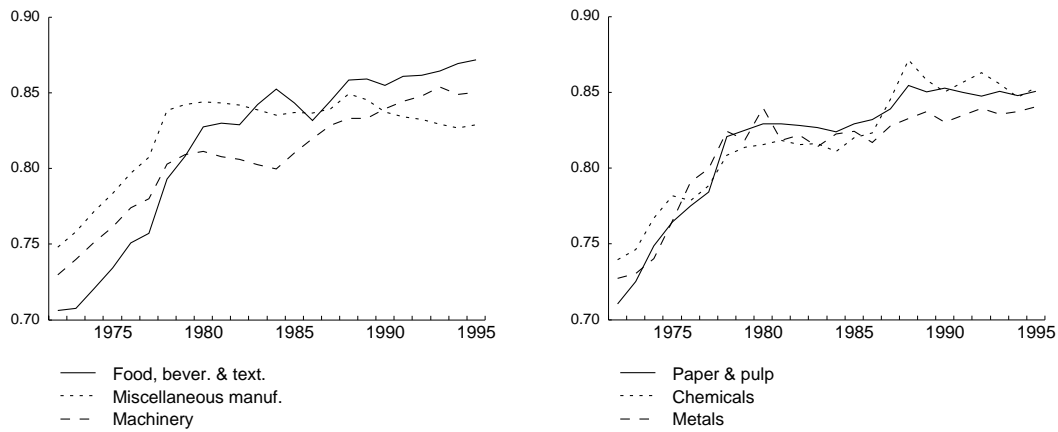 0.90
0.85
0.80
0.75
0.70
1975 1980 1985 1990 1995
Food, bever. & text.
Miscellaneous manuf.
Machinery
0.90
0.85
0.80
0.75
0.70
1975 1980 1985 1990 1995
Paper & pulp
Chemicals
Metals